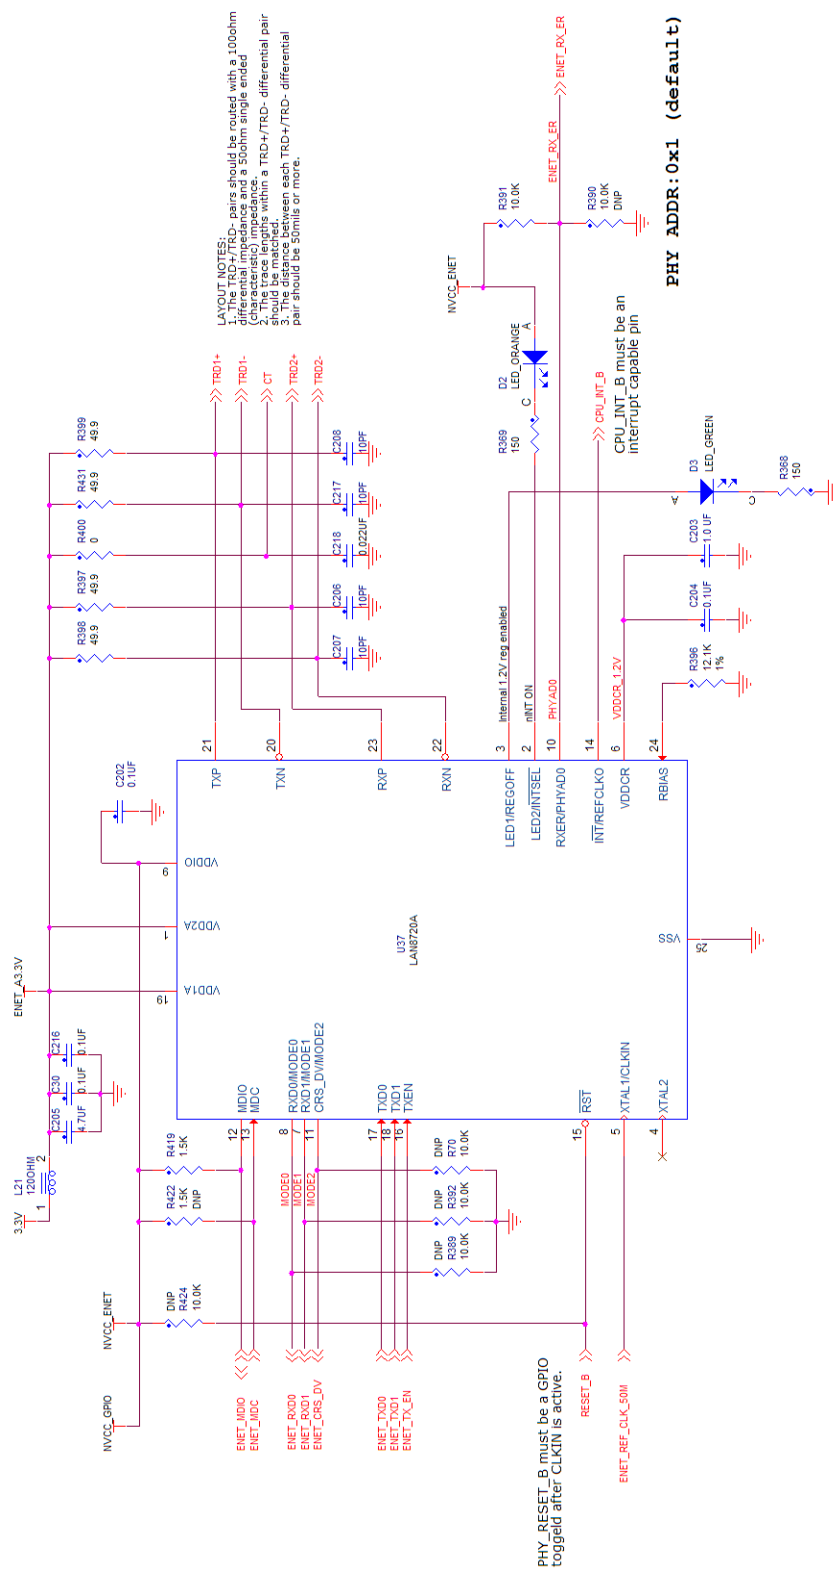 3.3V
L21
120OHM
1
2
C205
4.7UF
C30
0.1UF
C216
0.1UF
ENET_A3.3V
NVCC_GPIO
NVCC_ENET
DNP
R424
10.0K
R422
1.5K
DNP
R419
1.5K
C202
0.1UF
R398
49.9
R397
49.9
R400
0
R431
49.9
R399
49.9
C207
10PF
C206
10PF
C218
0.022UF
C217
10PF
C208
10PF
TRD1+
TRD1-
CT
TRD2+
TRD2-
LAYOUT NOTES:
1. The TRD+/TRD- pairs should be routed with a 100ohm
differential impedance and a 50ohm single ended
(characteristic) impedance.
2. The trace lengths within a TRD+/TRD- differential pair
should be matched.
3. The distance between each TRD+/TRD- differential
pair should be 50mils or more.
ENET_MDIO
ENET_MDC
ENET_RXD0
ENET_RXD1
ENET_CRS_DV
ENET_TXD0
ENET_TXD1
ENET_TX_EN
RESET_B
ENET_REF_CLK_50M
PHY_RESET_B must be a GPIO
toggeld after CLKIN is active.
MODE0
MODE1
MODE2
DNP
R389
10.0K
DNP
R392
10.0K
DNP
R70
10.0K
12
13
8
7
11
17
18
16
15
5
4
MDIO
MDC
RXD0/MODE0
RXD1/MODE1
CRS_DV/MODE2
TXD0
TXD1
TXEN
RST
XTAL1/CLKIN
XTAL2
19
VDD1A
1
VDD2A
9
VDDIO
U37
LAN8720A
VSS
25
TXP
TXN
RXP
RXN
LED1/REGOFF
LED2/INTSEL
RXER/PHYAD0
INT/REFCLKO
VDDCR
RBIAS
21
20
23
22
3
2
10
14
6
24
Internal 1.2V reg enabled
nINT ON
PHYAD0
VDDCR_1.2V
R396
12.1K
1%
C204
0.1UF
C203
1.0 UF
R369
150
D2
LED_ORANGE
C
A
NVCC_ENET
R391
10.0K
R390
10.0K
DNP
ENET_RX_ER
ENET_RX_ER
CPU_INT_B
CPU_INT_B must be an
interrupt capable pin
D3
LED_GREEN
A
C
R368
150
PHY ADDR:0x1 (default)